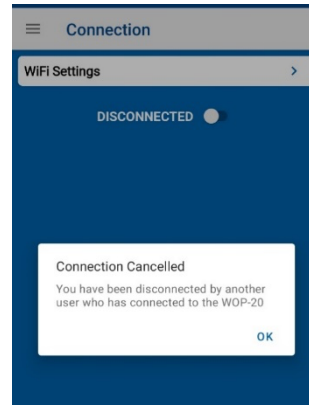 Connection
WiFi Settings
DISCONNECTED
Connection Cancelled
You have been disconnected by another
user who has connected to the WOP-20
OK